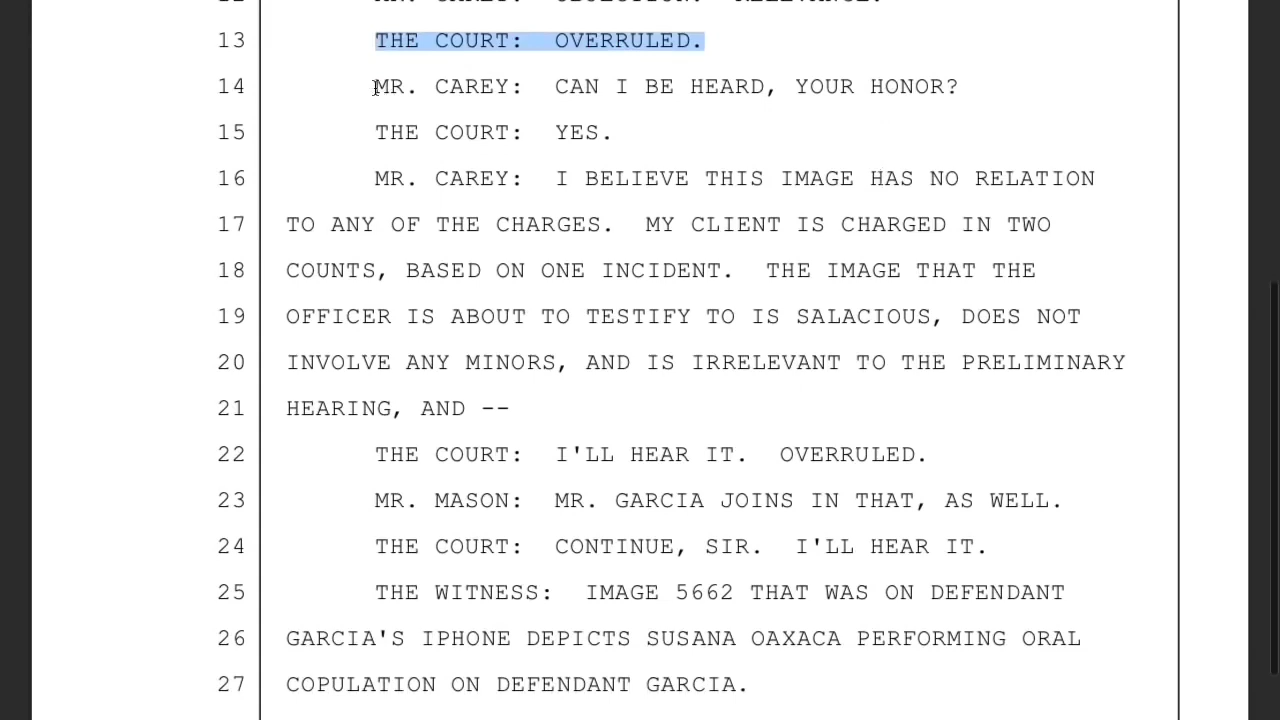 12 MR. CAREY: OBJECTION. RELEVANCE.
13 THE COURT: OVERRULED.
14 MR. CAREY: CAN I BE HEARD, YOUR HONOR?
15 THE COURT: YES.
16 MR. CAREY: I BELIEVE THIS IMAGE HAS NO RELATION
17 TO ANY OF THE CHARGES. MY CLIENT IS CHARGED IN TWO
18 COUNTS, BASED ON ONE INCIDENT. THE IMAGE THAT THE
19 OFFICER IS ABOUT TO TESTIFY TO IS SALACIOUS, DOES NOT
20 INVOLVE ANY MINORS, AND IS IRRELEVANT TO THE PRELIMINARY
21 HEARING, AND --
22 THE COURT: I'LL HEAR IT. OVERRULED.
23 MR. MASON: MR. GARCIA JOINS IN THAT, AS WELL.
24 THE COURT: CONTINUE, SIR. I'LL HEAR IT.
25 THE WITNESS: IMAGE 5662 THAT WAS ON DEFENDANT
26 GARCIA'S IPHONE DEPICTS SUSANA OAXACA PERFORMING ORAL
27 COPULATION ON DEFENDANT GARCIA.